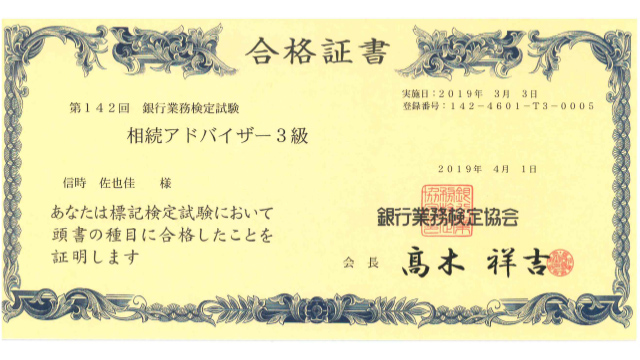 合格証書
実施日：2019年　3月　3日
登録番号：142－4601－T3－0005
第142回　銀行業務検定試験
相続アドバイザー3級
2019年　4月　1日
信時　佐也佳　様
あなたは標記検定試験において
頭書の種目に合格したことを
証明します
銀行業務検定協会
会長　髙木　祥吉